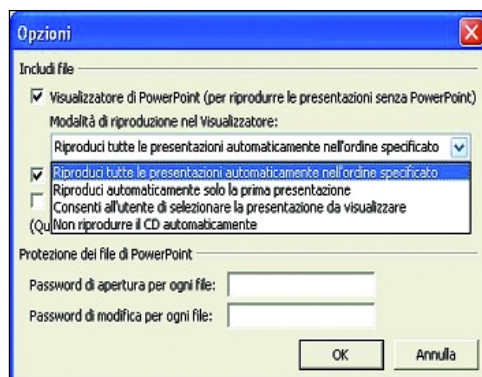 Opzioni
Includi file
Visualizzatore di PowerPoint (per riprodurre le presentazioni senza PowerPoint)
Modalità di riproduzione nel Visualizzatore:
Riproduci tutte le presentazioni automaticamente nell'ordine specificato
Riproduci tutte le presentazioni automaticamente nell'ordine specificato
Riproduci automaticamente solo la prima presentazione
Consenti all'utente di selezionare la presentazione da visualizzare
(Qu
Non riprodurre il CD automaticamente
Protezione dei file di PowerPoint
Password di apertura per ogni file:
Password di modifica per ogni file:
OK
Annulla